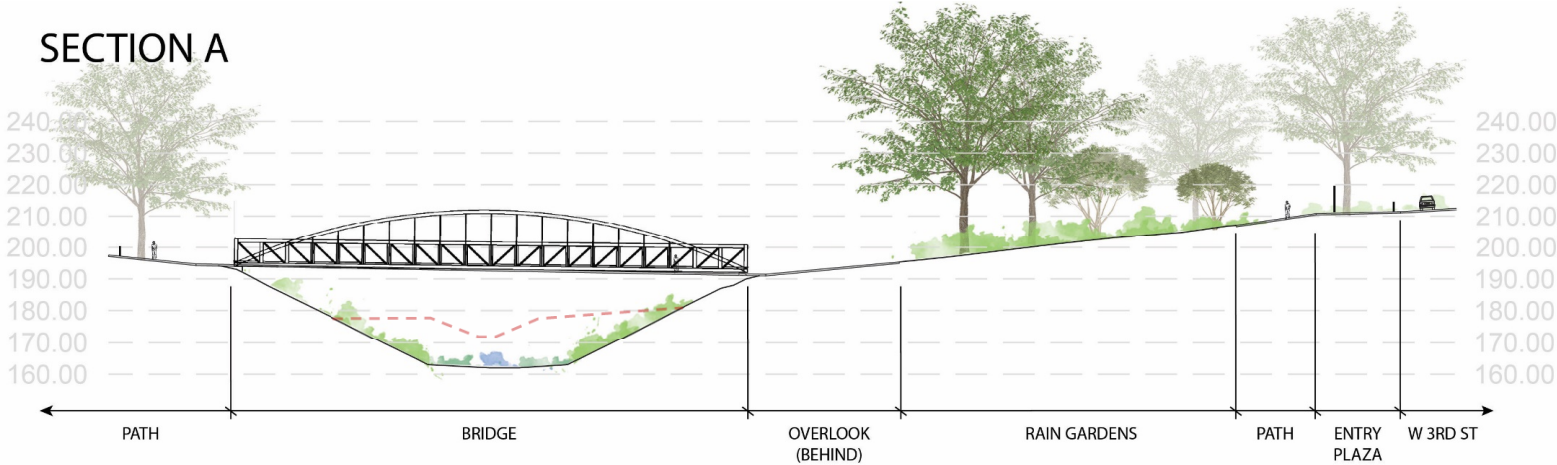 SECTION A
240.00
230.00
220.00
210.00
200.00
190.00
180.00
170.00
160.00
240.00
230.00
220.00
210.00
200.00
190.00
180.00
170.00
160.00
PATH
BRIDGE
OVERLOOK
(BEHIND)
RAIN GARDENS
PATH
ENTRY
PLAZA
W 3RD ST